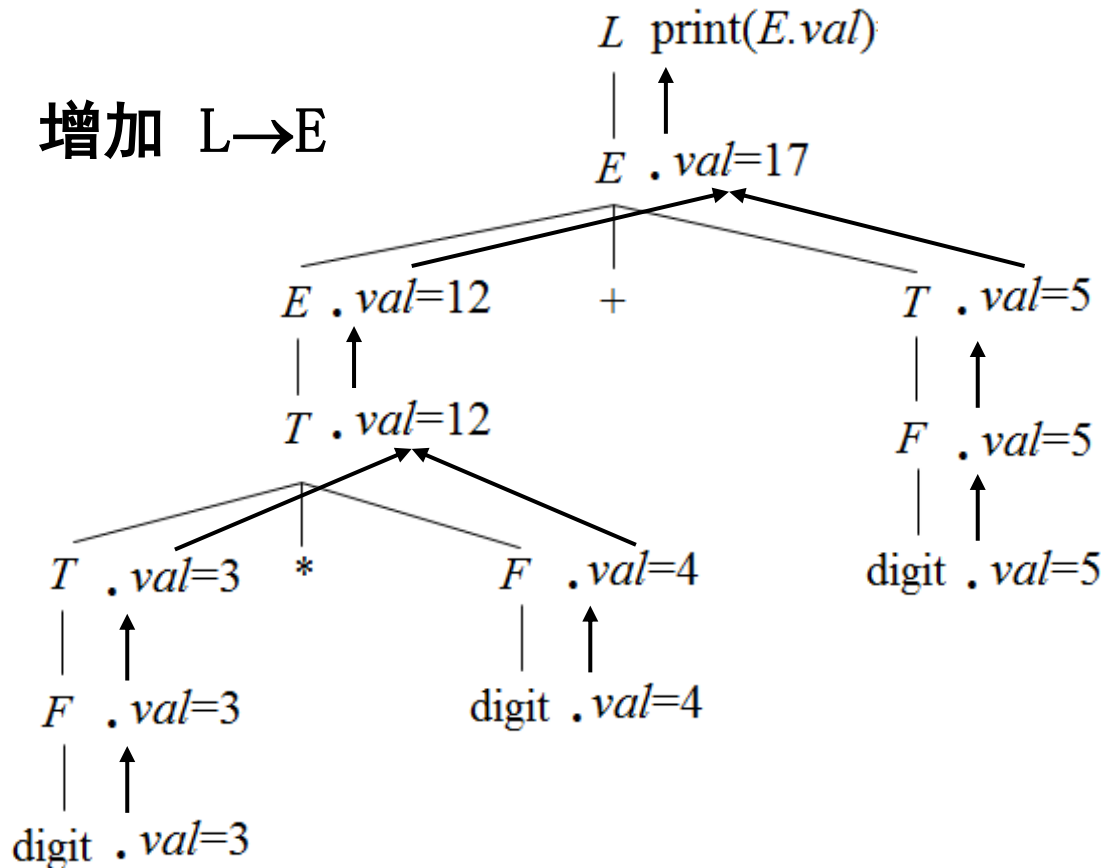 L print(E.val)
增加 L→E
E . val=17
E . val=12 + T . val=5
T . val=12 F . val=5
T . val=3 * F . val=4 digit . val=5
F . val=3 digit . val=4
digit . val=3